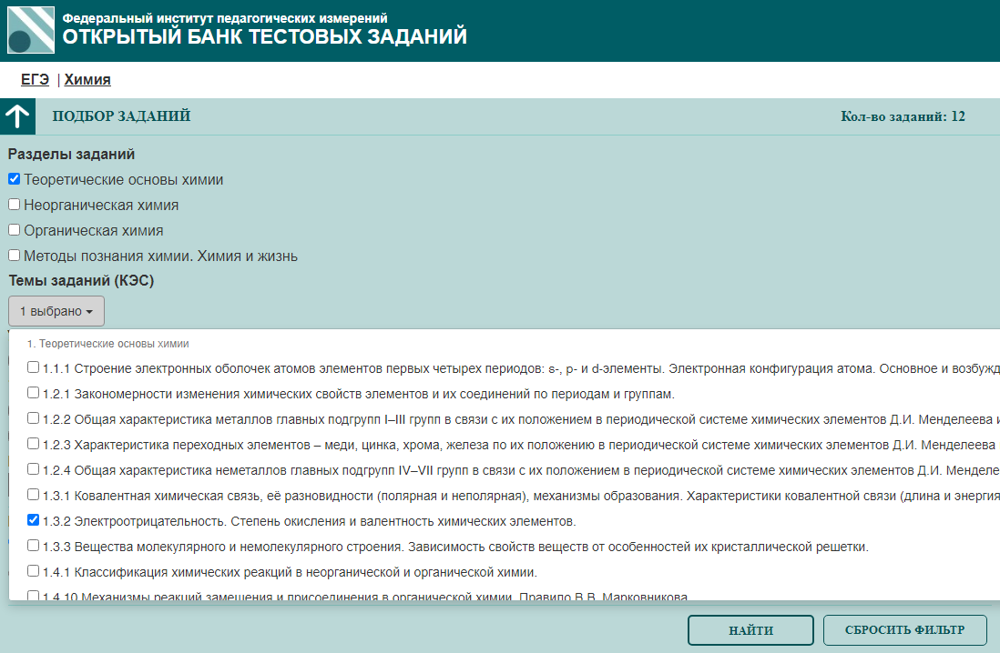 Федеральный институт педагогических измерений
ОТКРЫТЫЙ БАНК ТЕСТОВЫХ ЗАДАНИЙ
ЕГЭ | Химия
ПОДБОР ЗАДАНИЙ Кол-во заданий: 12
Разделы заданий
Теоретические основы химии
Неорганическая химия
Органическая химия
Методы познания химии. Химия и жизнь
Темы заданий (КЭС)
1 выбрано
1. Теоретические основы химии
1.1.1 Строение электронных оболочек атомов элементов первых четырех периодов: s-, p- и d-элементы. Электронная конфигурация атома. Основное и возбужд
1.2.1 Закономерности изменения химических свойств элементов и их соединений по периодам и группам.
1.2.2 Общая характеристика металлов главных подгрупп I–III групп в связи с их положением в периодической системе химических элементов Д.И. Менделеева и
1.2.3 Характеристика переходных элементов – меди, цинка, хрома, железа по их положению в периодической системе химических элементов Д.И. Менделеева
1.2.4 Общая характеристика неметаллов главных подгрупп IV–VII групп в связи с их положением в периодической системе химических элементов Д.И. Менделе
1.3.1 Ковалентная химическая связь, её разновидности (полярная и неполярная), механизмы образования. Характеристики ковалентной связи (длина и энергия
1.3.2 Электроотрицательность. Степень окисления и валентность химических элементов.
1.3.3 Вещества молекулярного и немолекулярного строения. Зависимость свойств веществ от особенностей их кристаллической решетки.
1.4.1 Классификация химических реакций в неорганической и органической химии.
1.4.10 Механизмы реакций замещения и присоединения в органической химии. Правило В.В. Марковникова
НАЙТИ СБРОСИТЬ ФИЛЬТР